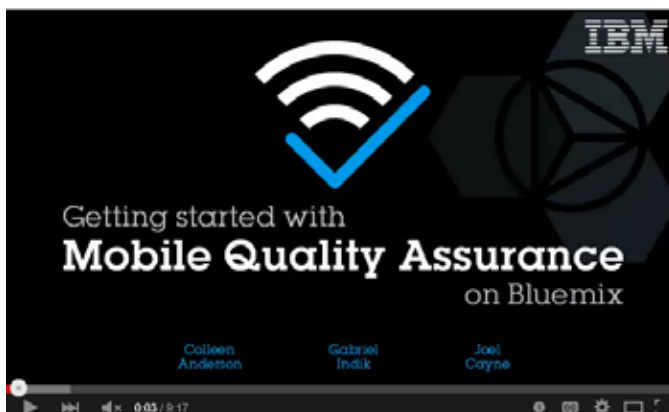 IBM
Getting started with
Mobile Quality Assurance
on Bluemix
Colleen Gabriel Joel
Anderson Indik Cayne
0:03 / 9:17